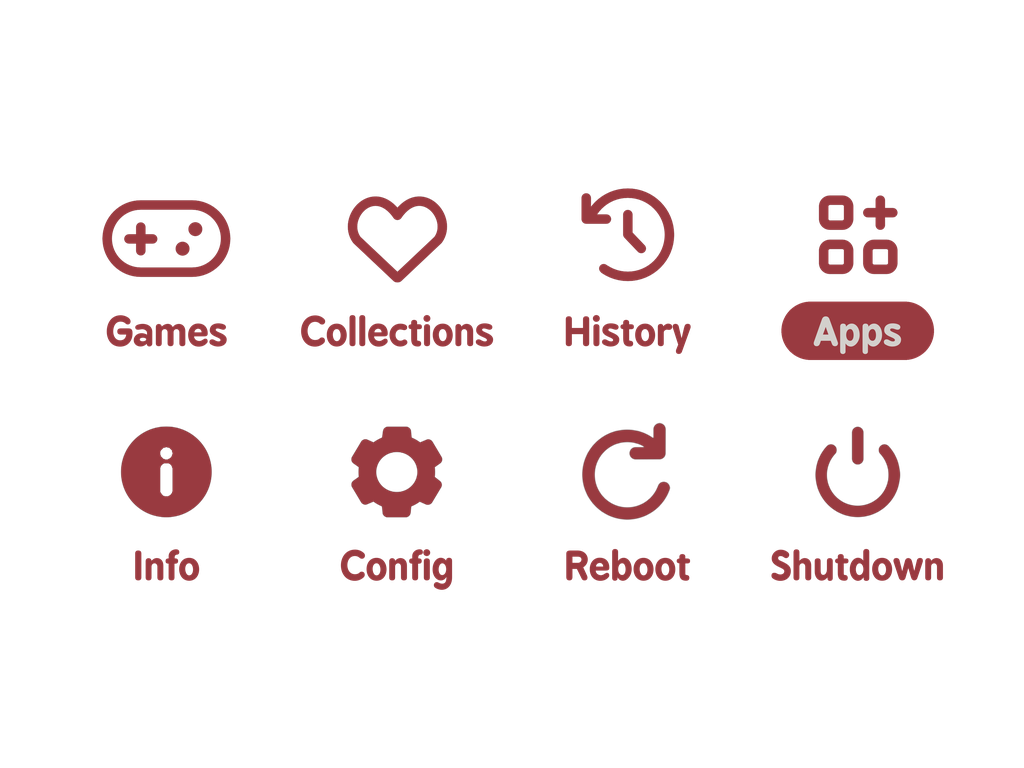 Games
Collections
History
Apps
Info
Config
Reboot
Shutdown